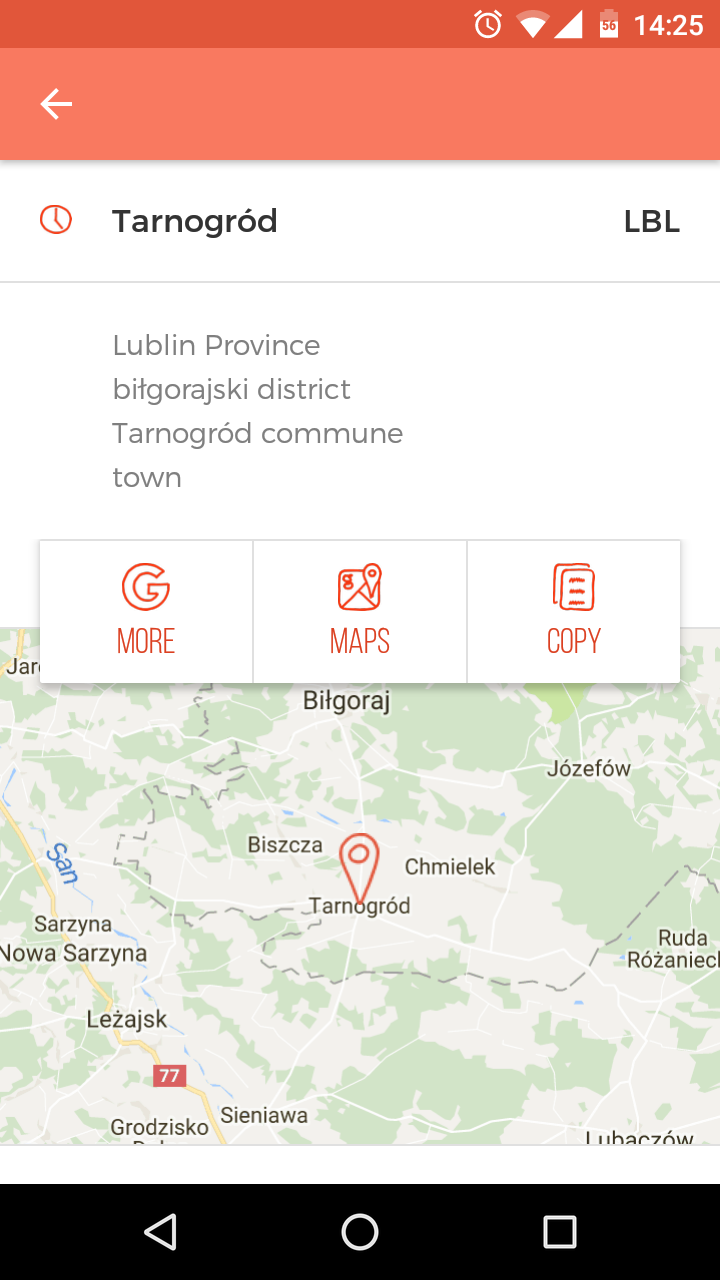 56 14:25
Tarnogród LBL
Lublin Province
biłgorajski district
Tarnogród commune
town
MORE MAPS COPY
Biłgoraj
Józefów
Biszcza
Chmielek
San
Tarnogród
Sarzyna
Nowa Sarzyna
Ruda
Różaniec
Leżajsk
77
Sieniawa
Grodzisko
Lubaczów